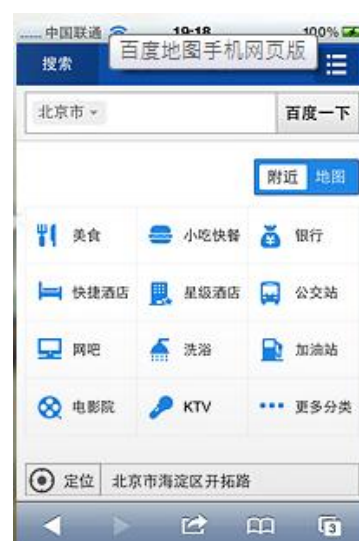 中国联通 19:18 100%
百度地图手机网页版
搜索
北京市 百度一下
附近 地图
美食 小吃快餐 银行
快捷酒店 星级酒店 公交站
网吧 洗浴 加油站
电影院 KTV 更多分类
定位 北京市海淀区开拓路
3